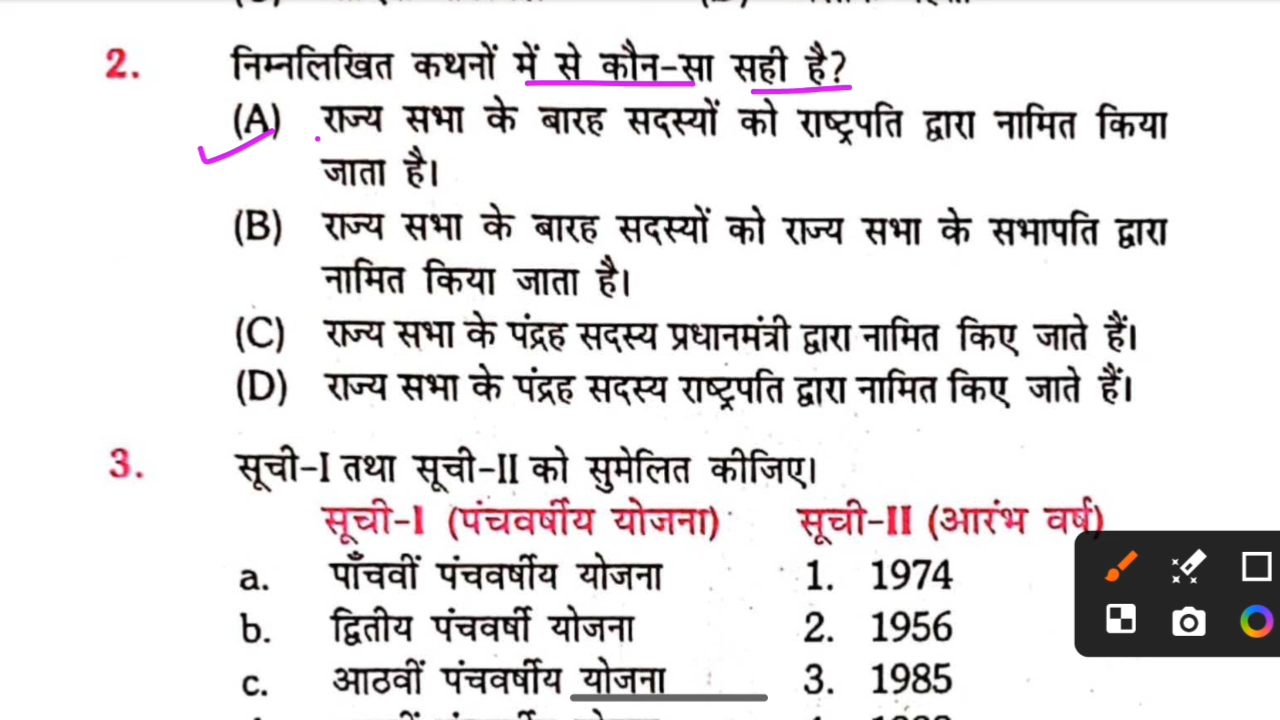 2. निम्नलिखित कथनों में से कौन-सा सही है?
(A) राज्य सभा के बारह सदस्यों को राष्ट्रपति द्वारा नामित किया
जाता है।
(B) राज्य सभा के बारह सदस्यों को राज्य सभा के सभापति द्वारा
नामित किया जाता है।
(C) राज्य सभा के पंद्रह सदस्य प्रधानमंत्री द्वारा नामित किए जाते हैं।
(D) राज्य सभा के पंद्रह सदस्य राष्ट्रपति द्वारा नामित किए जाते हैं।
3. सूची-I तथा सूची-II को सुमेलित कीजिए।
सूची-I (पंचवर्षीय योजना) सूची-II (आरंभ वर्ष)
a. पाँचवीं पंचवर्षीय योजना 1. 1974
b. द्वितीय पंचवर्षी योजना 2. 1956
c. आठवीं पंचवर्षीय योजना 3. 1985